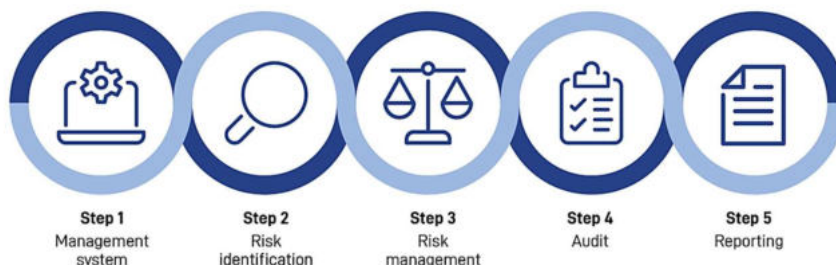 Step 1
Management
system
Step 2
Risk
identification
Step 3
Risk
management
Step 4
Audit
Step 5
Reporting